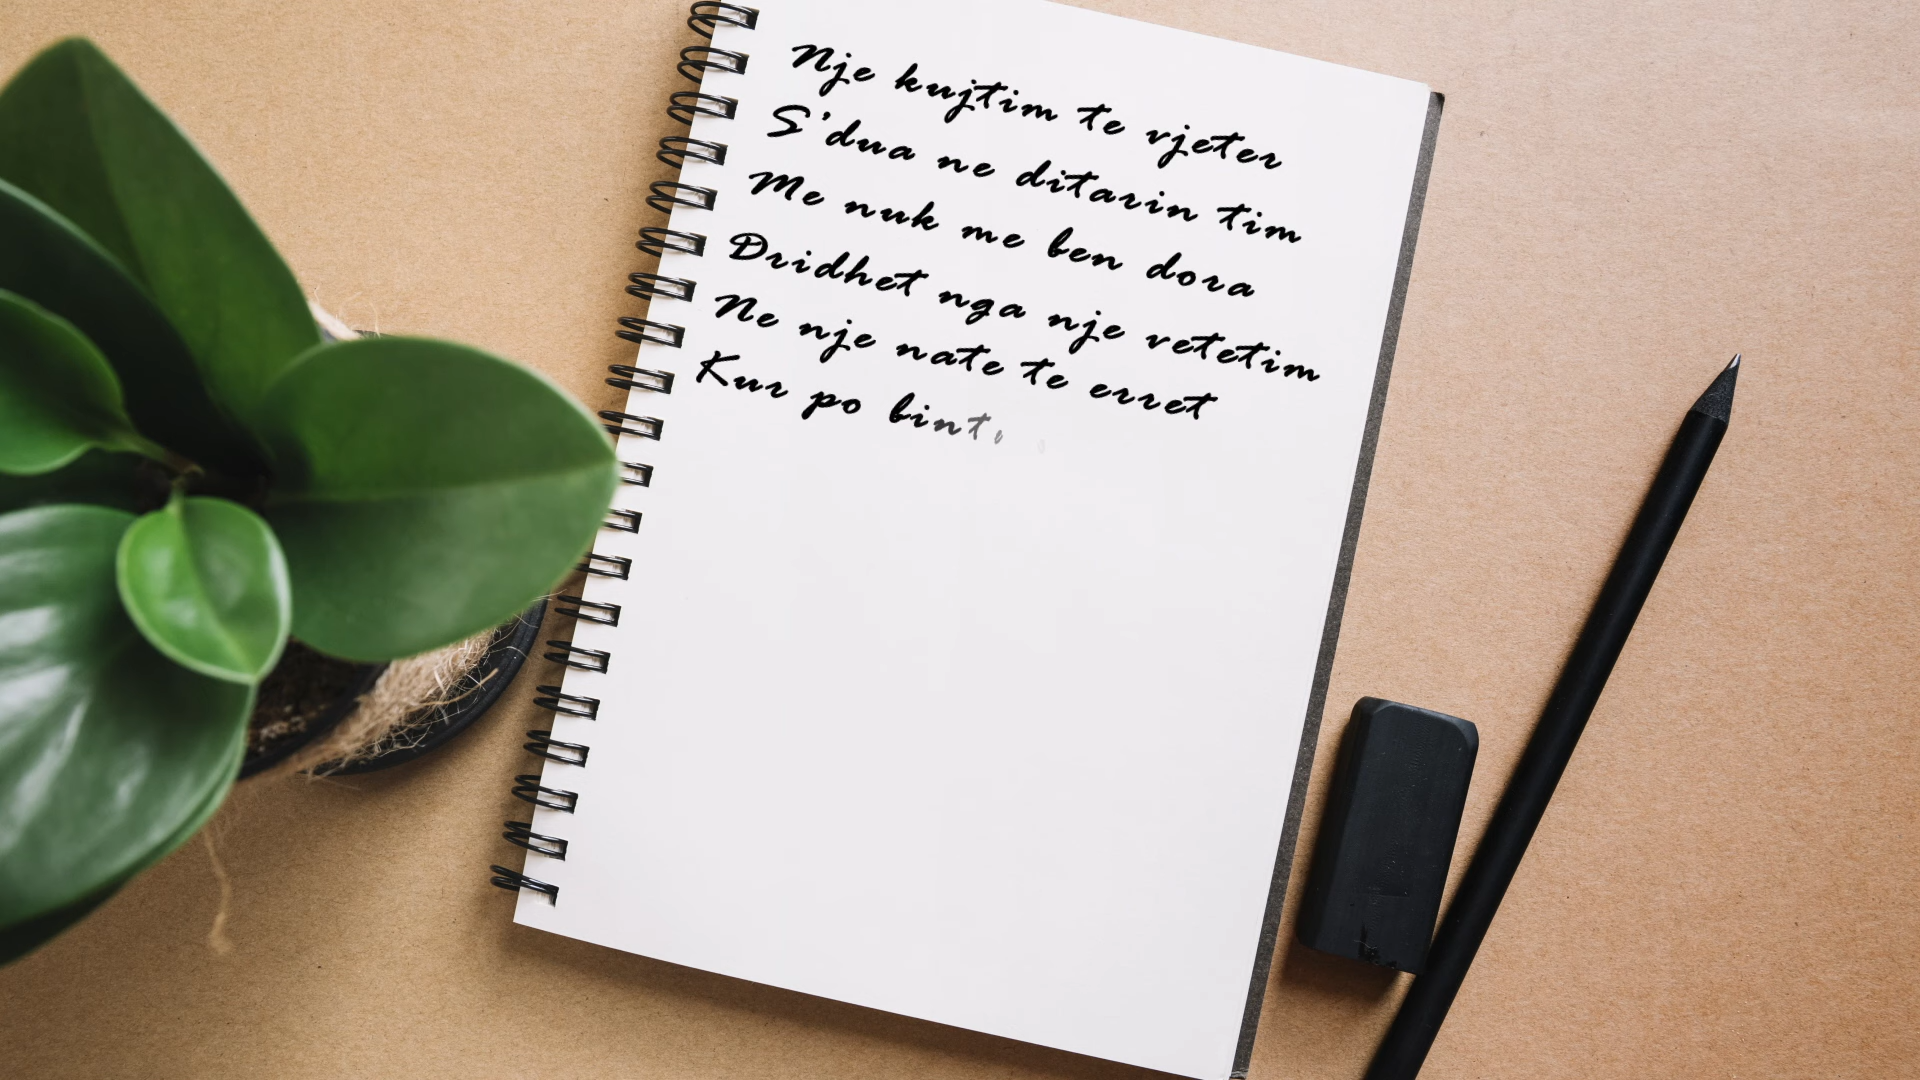 Nje kujtim te vjeter
S'dua ne ditarin tim
Me nuk me ben dora
Dridhet nga nje vetetim
Ne nje nate te erret
Kur po